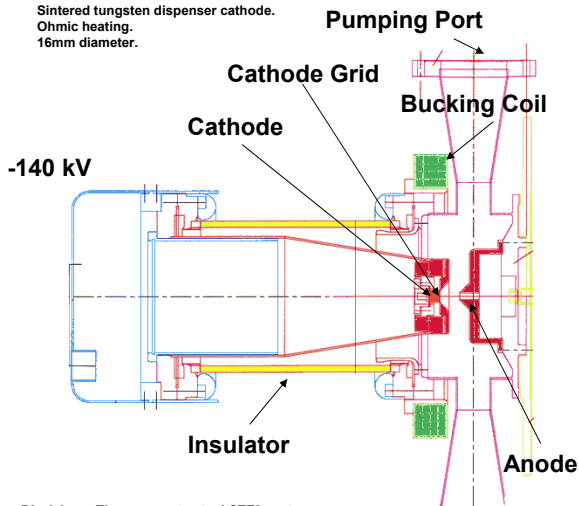 Sintered tungsten dispenser cathode.
Ohmic heating.
16mm diameter.
Pumping Port
Cathode Grid
Bucking Coil
Cathode
-140 kV
Insulator
Anode